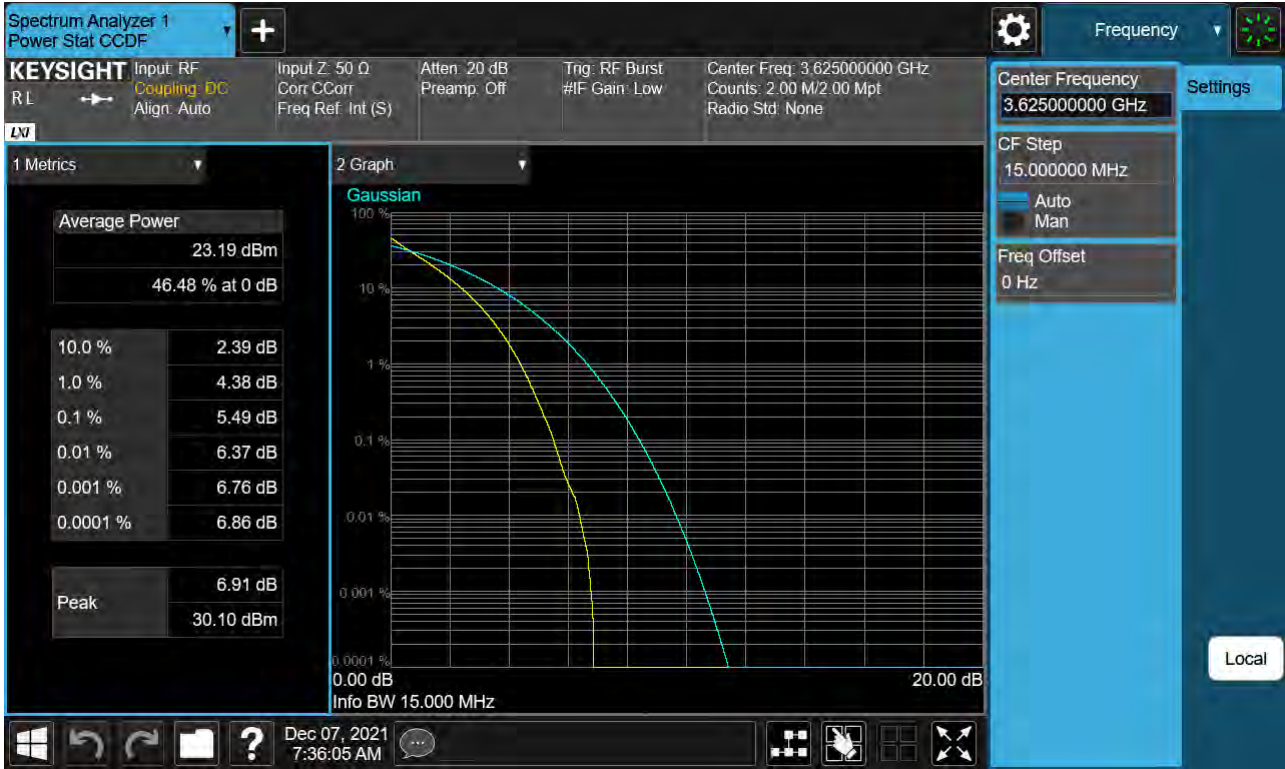 Spectrum Analyzer 1
Power Stat CCDF
+
Frequency
KEYSIGHT
R L
LXI
Input: RF
Coupling: DC
Align: Auto
Input Z: 50 Ω
Corr CCorr
Freq Ref: Int (S)
Atten: 20 dB
Preamp: Off
Trig: RF Burst
#IF Gain: Low
Center Freq: 3.625000000 GHz
Counts: 2.00 M/2.00 Mpt
Radio Std: None
Center Frequency
3.625000000 GHz
Settings
CF Step
15.000000 MHz
Auto
Man
Freq Offset
0 Hz
Local
1 Metrics
Average Power
23.19 dBm
46.48 % at 0 dB
10.0 % 2.39 dB
1.0 % 4.38 dB
0.1 % 5.49 dB
0.01 % 6.37 dB
0.001 % 6.76 dB
0.0001 % 6.86 dB
Peak
6.91 dB
30.10 dBm
2 Graph
Gaussian
100 %
10 %
1 %
0.1 %
0.01 %
0.001 %
0.0001 %
0.00 dB 20.00 dB
Info BW 15.000 MHz
?
Dec 07, 2021
7:36:05 AM